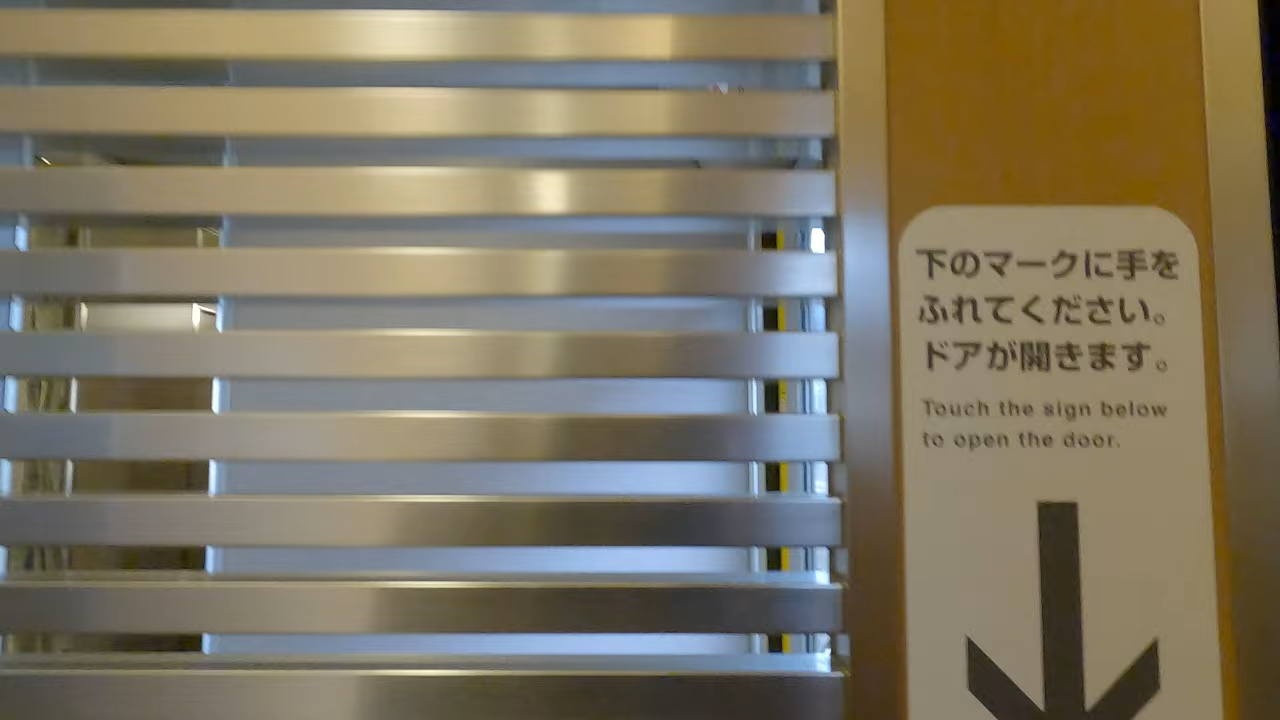 下のマークに手を
ふれてください。
ドアが開きます。
Touch the sign below
to open the door.